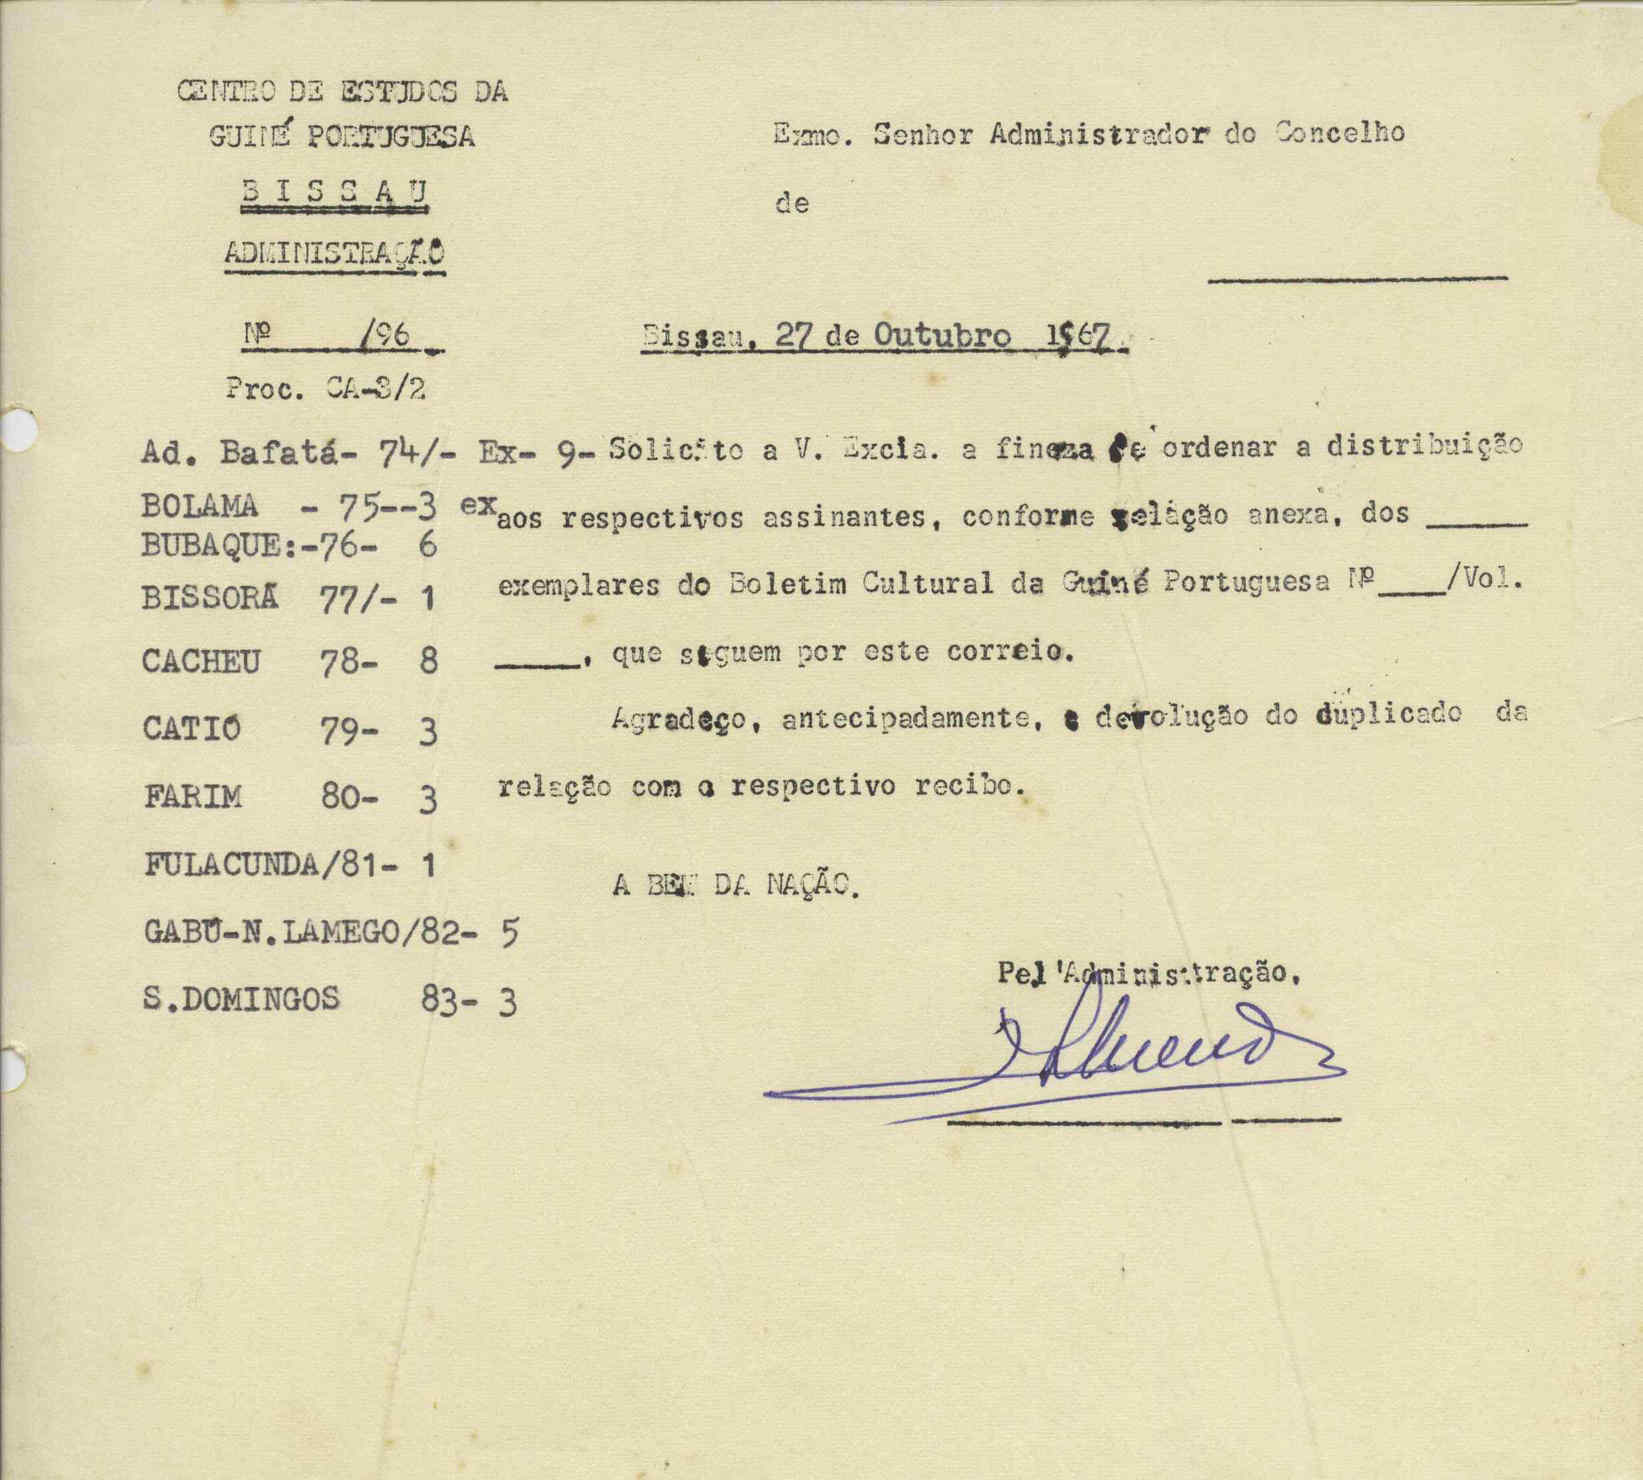 CENTRO DE ESTUDOS DA
GUINÉ PORTUGUESA
B I S S A U
ADMINISTRAÇÃO
Nº /96 .
Proc. CA-3/2
Exmo. Senhor Administrador do Concelho
de
Bissau, 27 de Outubro 1967.
Ad. Bafatá- 74/- Ex- 9-
BOLAMA - 75--3 ex
BUBAQUE:-76- 6
BISSORÃ 77/- 1
CACHEU 78- 8
CATIÓ 79- 3
FARIM 80- 3
FULACUNDA/81- 1
GABÚ-N.LAMEGO/82- 5
S.DOMINGOS 83- 3
Solicito a V. Excia. a fineza de ordenar a distribuição
aos respectivos assinantes, conforme relação anexa, dos _____
exemplares do Boletim Cultural da Guiné Portuguesa Nº ____/Vol.
_____, que seguem por este correio.
Agradeço, antecipadamente, a devolução do duplicado da
relação com o respectivo recibo.
A BEM DA NAÇÃO.
Pel'Administração,